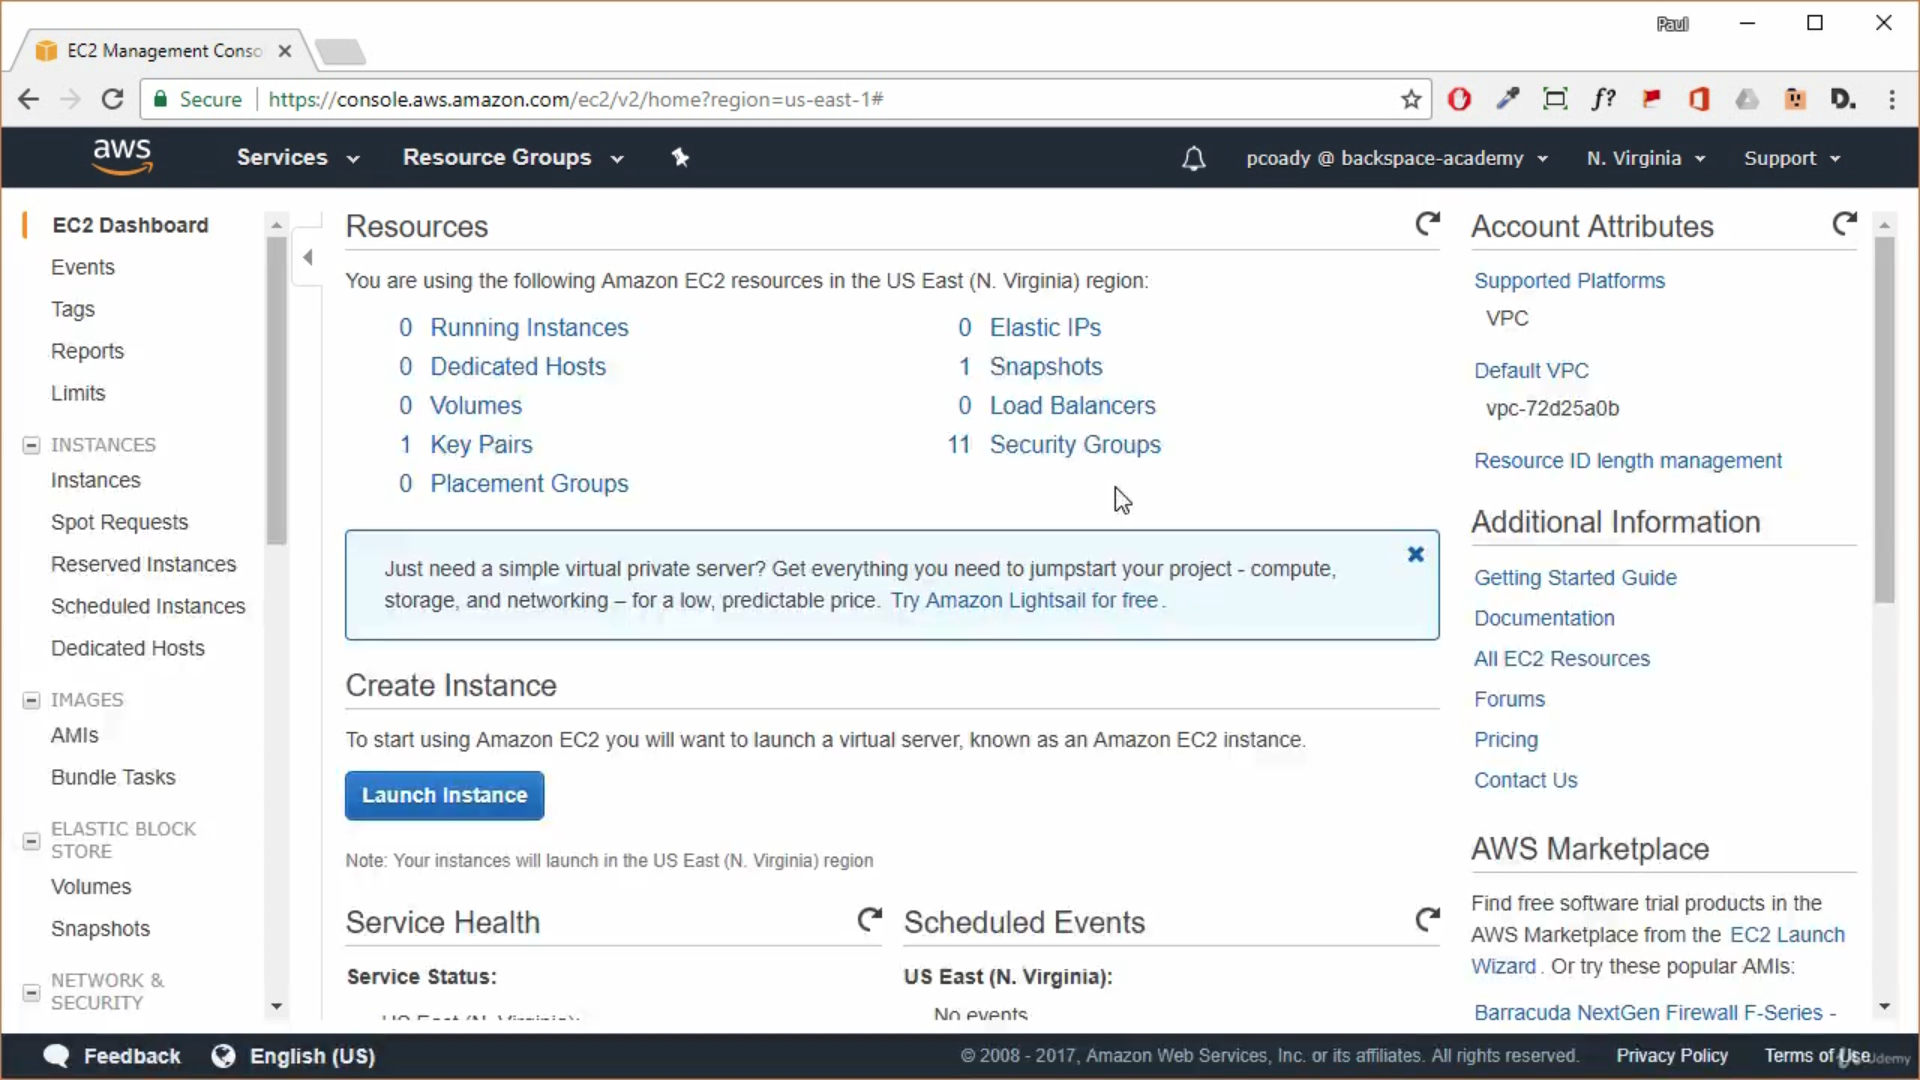 Paul
EC2 Management Conso
Secure
https://console.aws.amazon.com/ec2/v2/home?region=us-east-1#
f?
D.
aws
Services
Resource Groups
pcoady @ backspace-academy
N. Virginia
Support
EC2 Dashboard
Events
Tags
Reports
Limits
INSTANCES
Instances
Spot Requests
Reserved Instances
Scheduled Instances
Dedicated Hosts
IMAGES
AMIs
Bundle Tasks
ELASTIC BLOCK
STORE
Volumes
Snapshots
NETWORK &
SECURITY
Resources
You are using the following Amazon EC2 resources in the US East (N. Virginia) region:
0 Running Instances
0 Elastic IPs
0 Dedicated Hosts
1 Snapshots
0 Volumes
0 Load Balancers
1 Key Pairs
11 Security Groups
0 Placement Groups
Just need a simple virtual private server? Get everything you need to jumpstart your project - compute,
storage, and networking – for a low, predictable price. Try Amazon Lightsail for free.
Create Instance
To start using Amazon EC2 you will want to launch a virtual server, known as an Amazon EC2 instance.
Launch Instance
Note: Your instances will launch in the US East (N. Virginia) region
Service Health
Service Status:
US East (N. Virginia):
Scheduled Events
US East (N. Virginia):
No events
Account Attributes
Supported Platforms
VPC
Default VPC
vpc-72d25a0b
Resource ID length management
Additional Information
Getting Started Guide
Documentation
All EC2 Resources
Forums
Pricing
Contact Us
AWS Marketplace
Find free software trial products in the
AWS Marketplace from the EC2 Launch
Wizard. Or try these popular AMIs:
Barracuda NextGen Firewall F-Series -
Feedback
English (US)
© 2008 - 2017, Amazon Web Services, Inc. or its affiliates. All rights reserved.
Privacy Policy
Terms of Use
Udemy